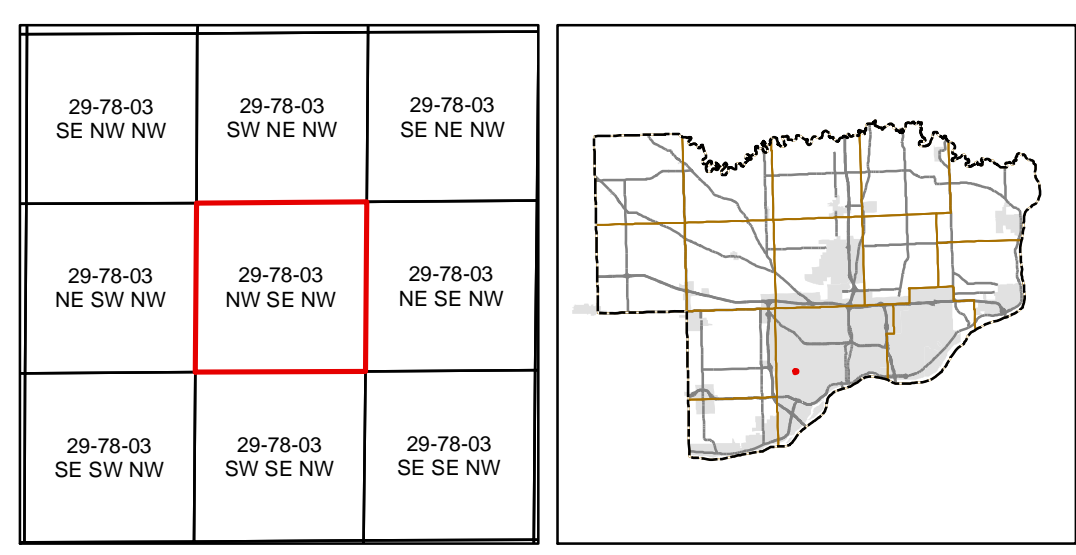 29-78-03
SE NW NW
29-78-03
SW NE NW
29-78-03
SE NE NW
29-78-03
NE SW NW
29-78-03
NW SE NW
29-78-03
NE SE NW
29-78-03
SE SW NW
29-78-03
SW SE NW
29-78-03
SE SE NW